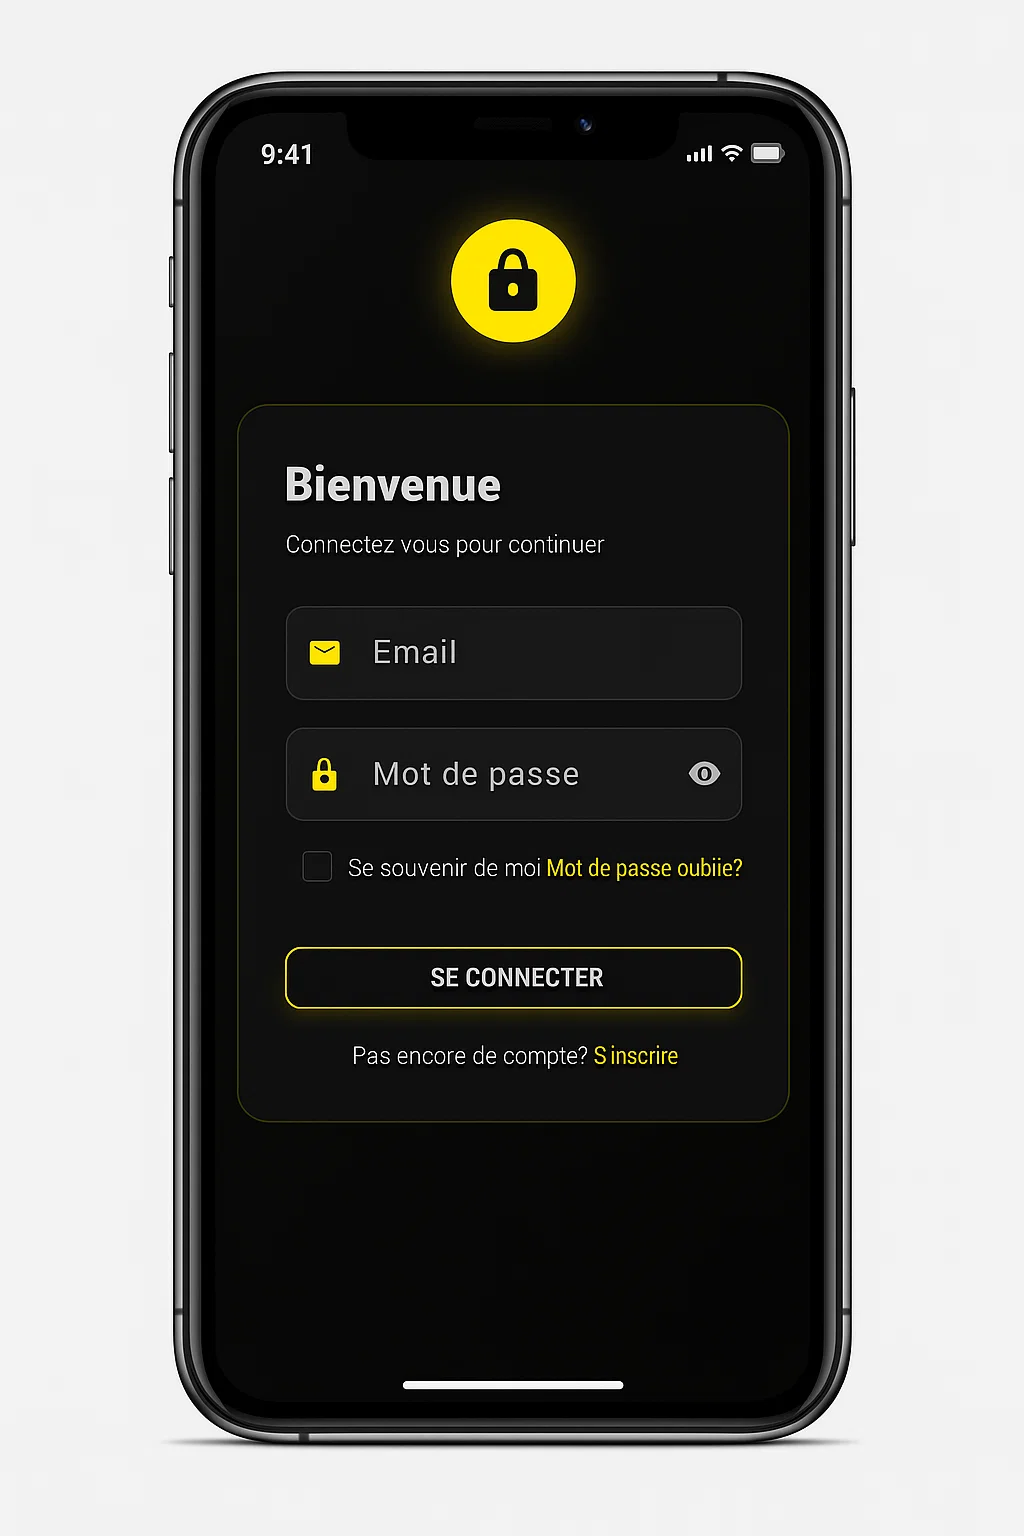 9:41
Bienvenue
Connectez vous pour continuer
Email
Mot de passe
Se souvenir de moi Mot de passe oubiie?
SE CONNECTER
Pas encore de compte? S inscrire